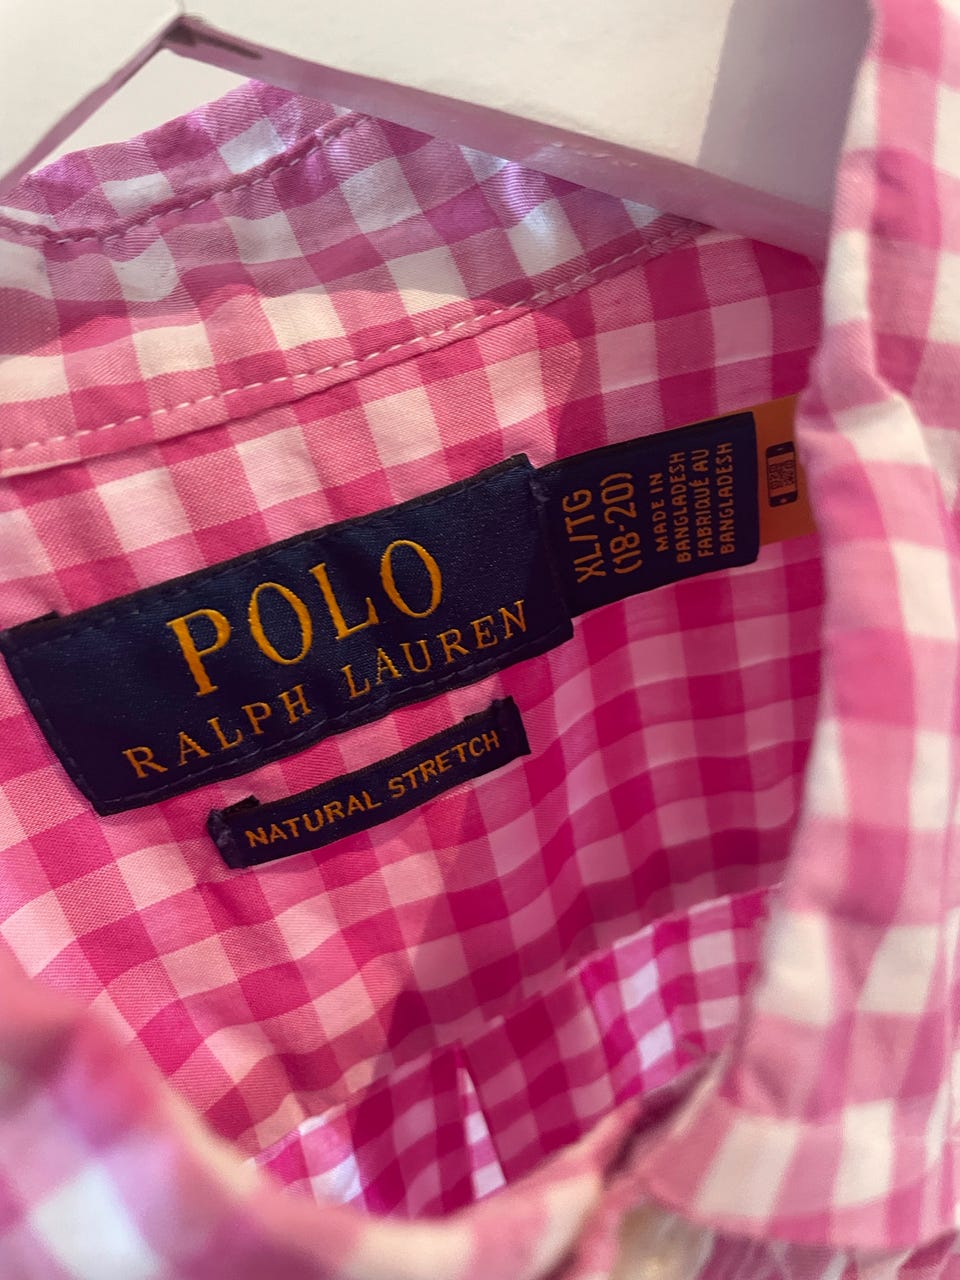 POLO
RALPH LAUREN
NATURAL STRETCH
XL/TG
(18-20)
MADE IN
BANGLADESH
FABRIQUÉ AU
BANGLADESH